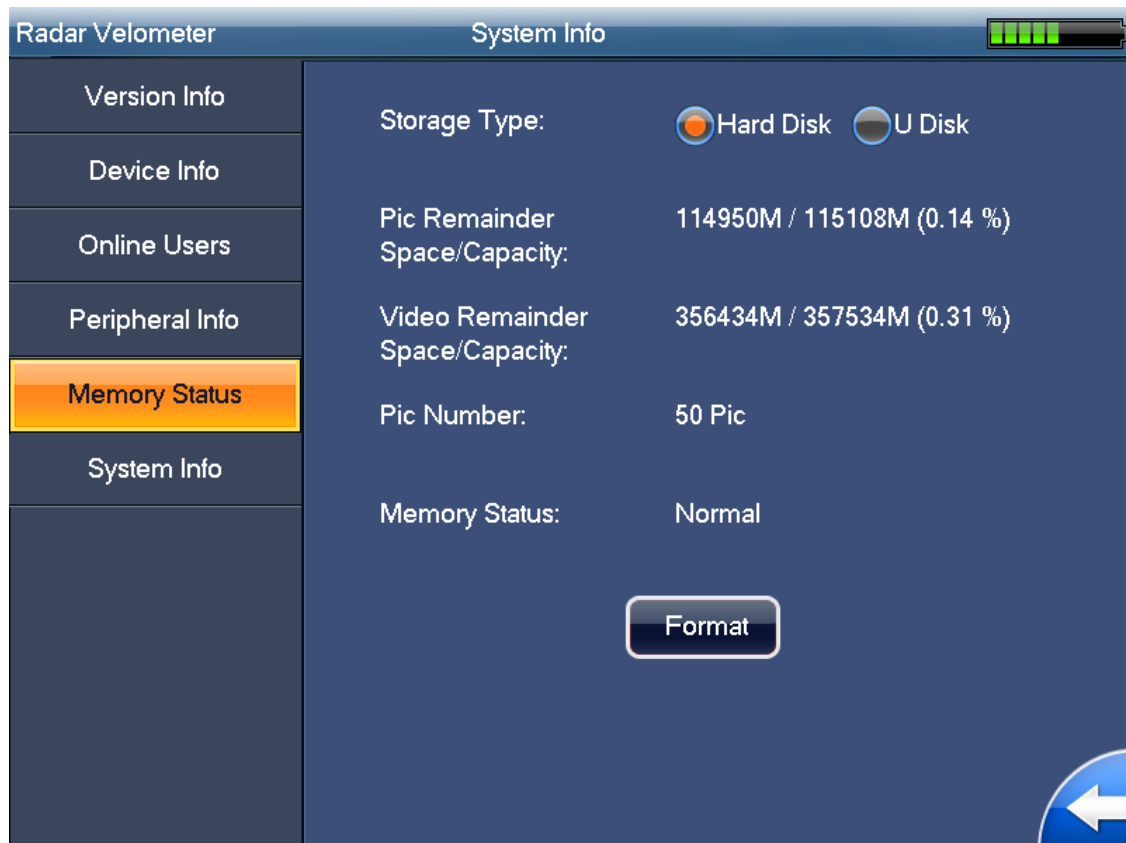 Radar Velometer System Info
Version Info
Device Info
Online Users
Peripheral Info
Memory Status
System Info
Storage Type: Hard Disk U Disk
Pic Remainder
Space/Capacity: 114950M / 115108M (0.14 %)
Video Remainder
Space/Capacity: 356434M / 357534M (0.31 %)
Pic Number: 50 Pic
Memory Status: Normal
Format